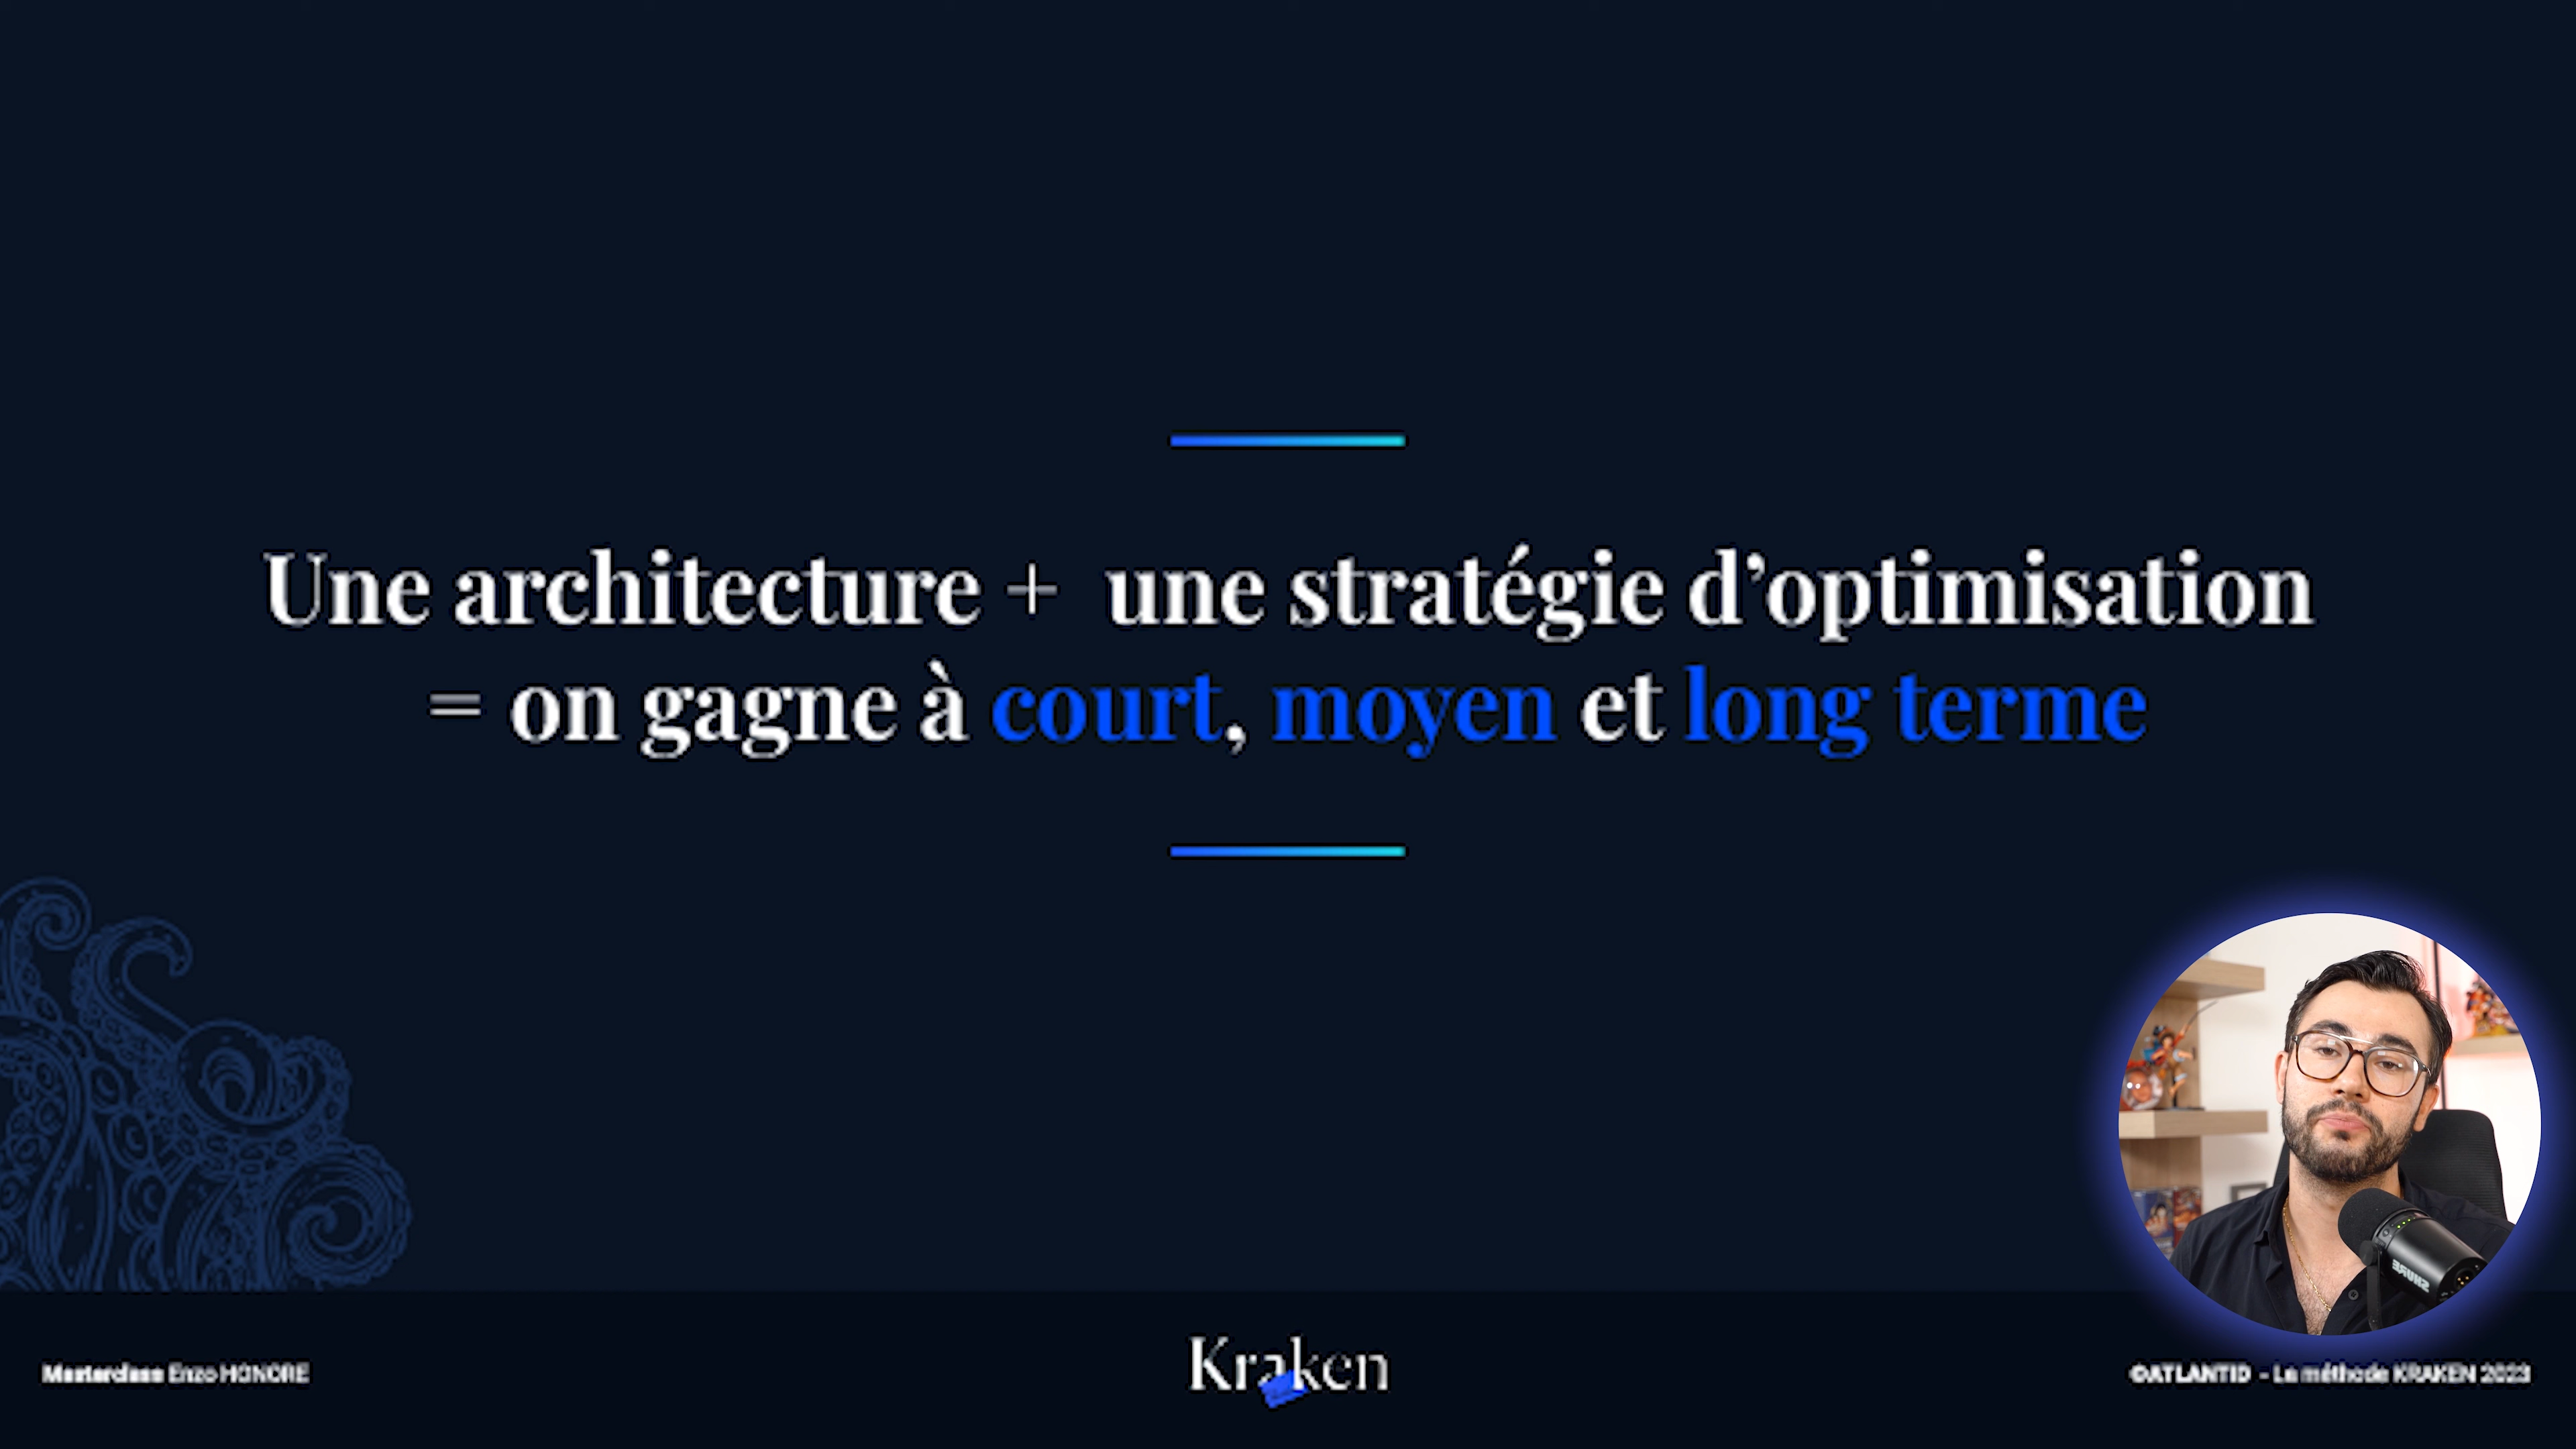 Une architecture + une stratégie d’optimisation
= on gagne à court, moyen et long terme
Masterclass Enzo HONORE
Kraken
©ATLANTID - La méthode KRAKEN 2023
SHURE